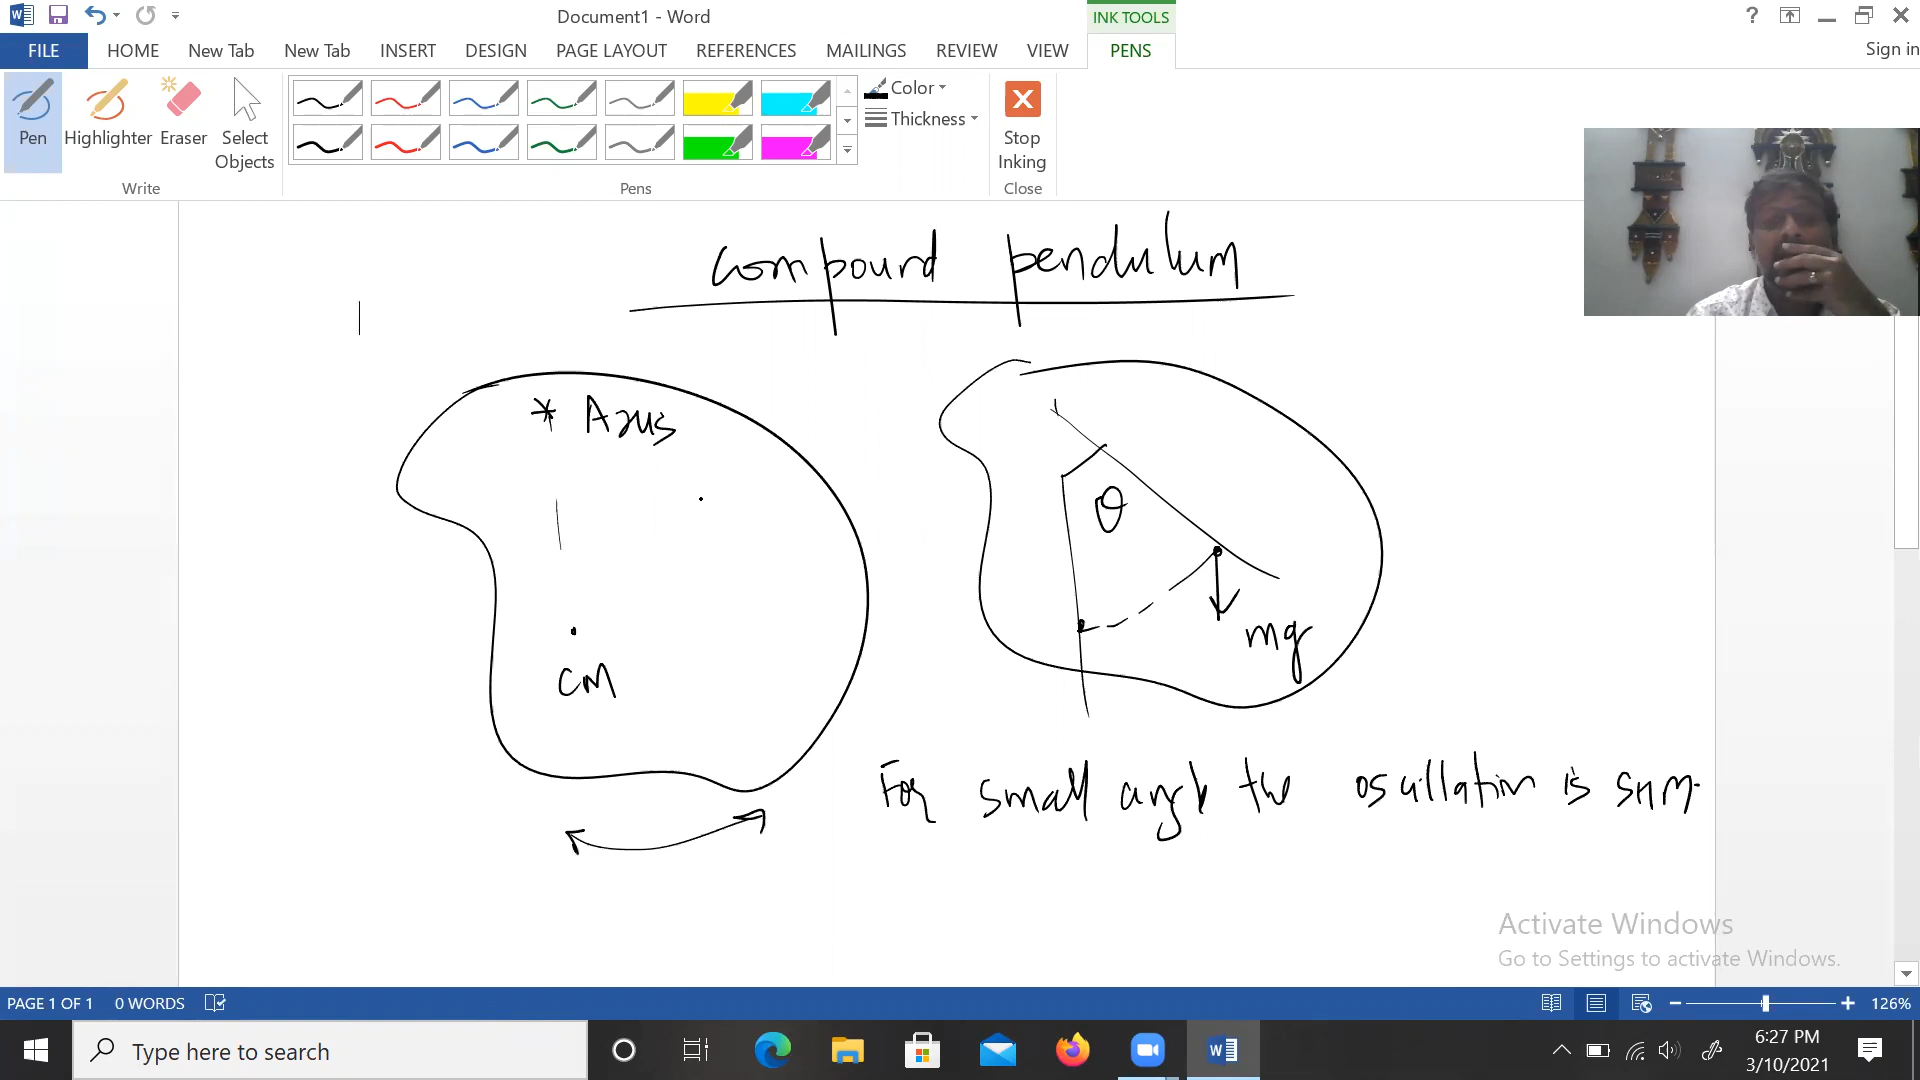 Document1 - Word
INK TOOLS
FILE HOME New Tab New Tab INSERT DESIGN PAGE LAYOUT REFERENCES MAILINGS REVIEW VIEW PENS
Sign in
Pen Highlighter Eraser Select Objects
Color
Thickness
Stop Inking
Write Pens Close
compound pendulum
* Axis
θ
mg
CM
For small angle the oscillation is SHM.
Activate Windows
Go to Settings to activate Windows.
PAGE 1 OF 1 0 WORDS
126%
Type here to search
6:27 PM
3/10/2021